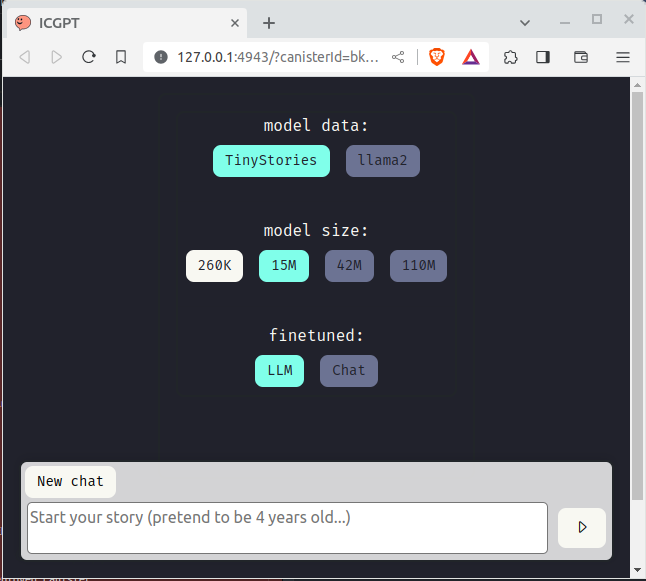 ICGPT
127.0.0.1:4943/?canisterId=bk...
model data:
TinyStories llama2
model size:
260K 15M 42M 110M
finetuned:
LLM Chat
New chat
Start your story (pretend to be 4 years old...)